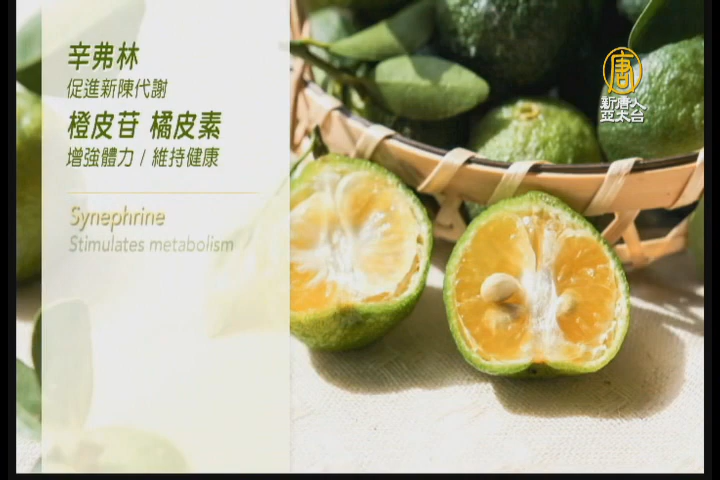 辛弗林
促進新陳代謝
橙皮苷 橘皮素
增強體力 / 維持健康
Synephrine
Stimulates metabolism
唐
新唐人
亞太台